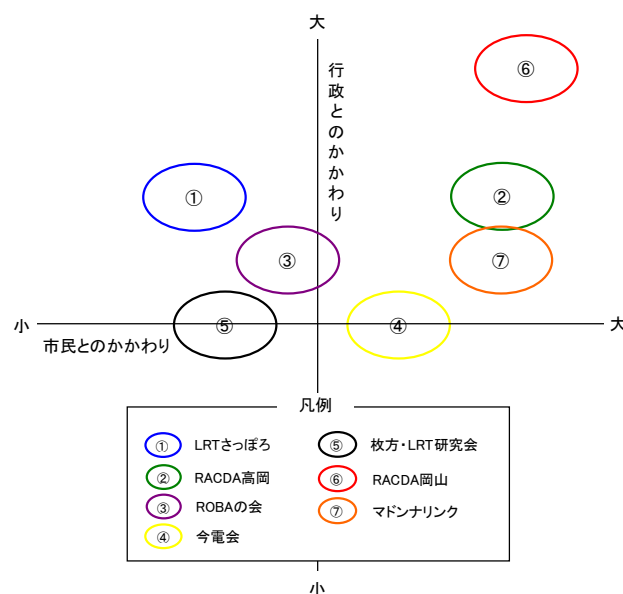 大
行政とのかかわり
⑥
①
②
③
⑦
小
⑤
④
大
市民とのかかわり
凡例
① LRTさっぽろ
② RACDA高岡
③ ROBAの会
④ 今電会
⑤ 枚方・LRT研究会
⑥ RACDA岡山
⑦ マドンナリンク
小